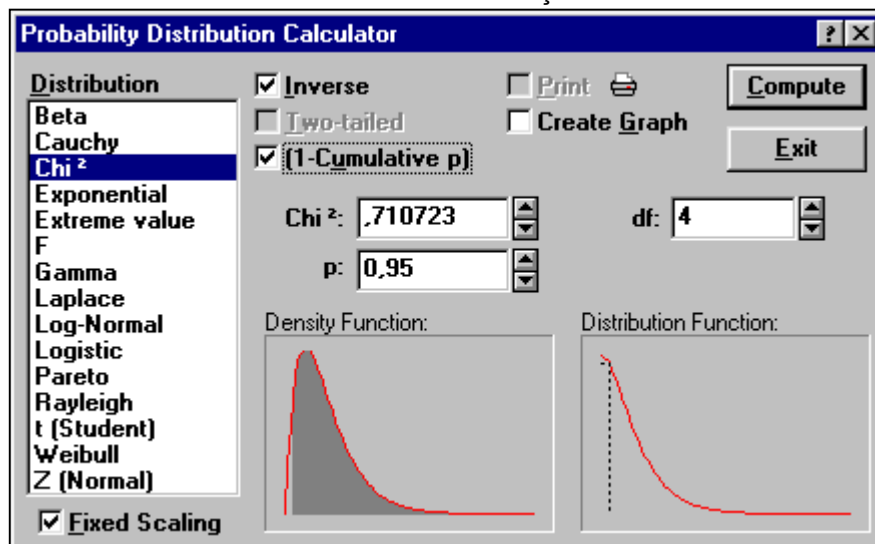 Probability Distribution Calculator
Distribution
Beta
Cauchy
Chi ²
Exponential
Extreme value
F
Gamma
Laplace
Log-Normal
Logistic
Pareto
Rayleigh
t (Student)
Weibull
Z (Normal)
Fixed Scaling
Inverse
Two-tailed
(1-Cumulative p)
Print
Create Graph
Compute
Exit
Chi ²: ,710723
df: 4
p: 0,95
Density Function:
Distribution Function: